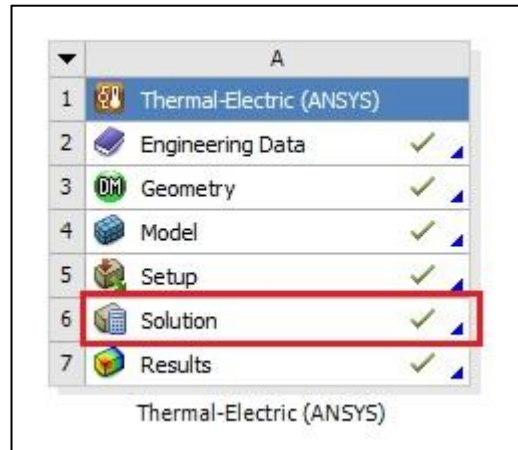 A
1 Thermal-Electric (ANSYS)
2 Engineering Data
3 DM Geometry
4 Model
5 Setup
6 Solution
7 Results
Thermal-Electric (ANSYS)